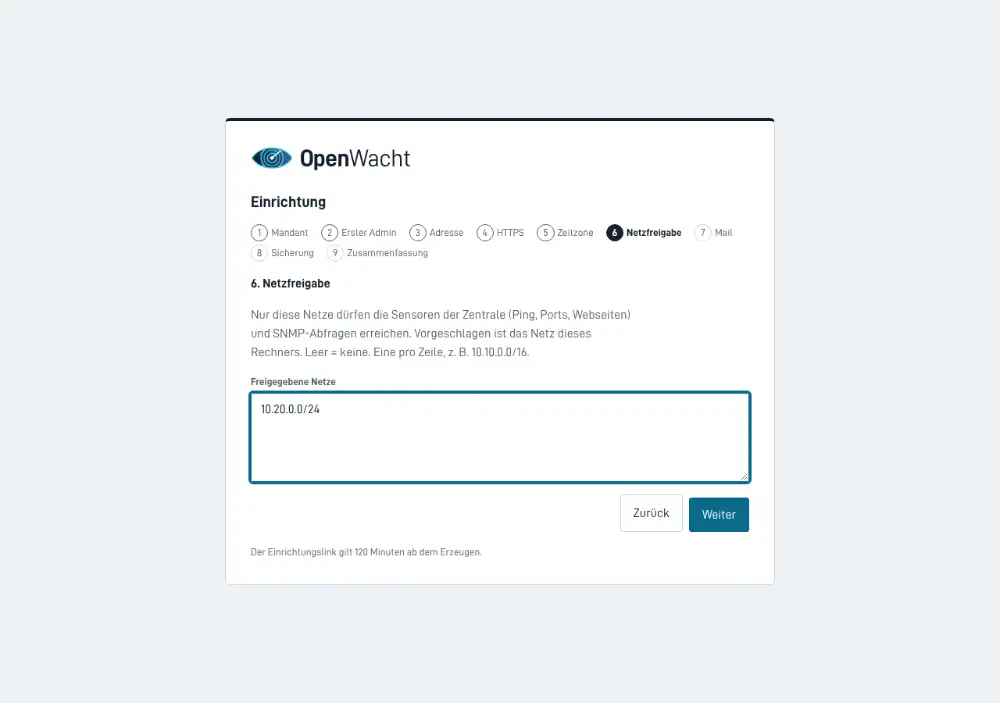 OpenWacht
Einrichtung
1 Mandant 2 Erster Admin 3 Adresse 4 HTTPS 5 Zeitzone 6 Netzfreigabe 7 Mail
8 Sicherung 9 Zusammenfassung
6. Netzfreigabe
Nur diese Netze dürfen die Sensoren der Zentrale (Ping, Ports, Webseiten)
und SNMP-Abfragen erreichen. Vorgeschlagen ist das Netz dieses
Rechners. Leer = keine. Eine pro Zeile, z. B. 10.10.0.0/16.
Freigegebene Netze
10.20.0.0/24
Zurück Weiter
Der Einrichtungslink gilt 120 Minuten ab dem Erzeugen.